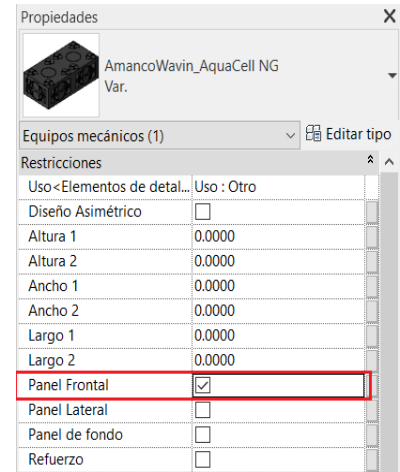 Propiedades X
AmancoWavin_AquaCell NG
Var.
Equipos mecánicos (1) Editar tipo
Restricciones
Uso<Elementos de detal... Uso : Otro
Diseño Asimétrico
Altura 1 0.0000
Altura 2 0.0000
Ancho 1 0.0000
Ancho 2 0.0000
Largo 1 0.0000
Largo 2 0.0000
Panel Frontal
Panel Lateral
Panel de fondo
Refuerzo